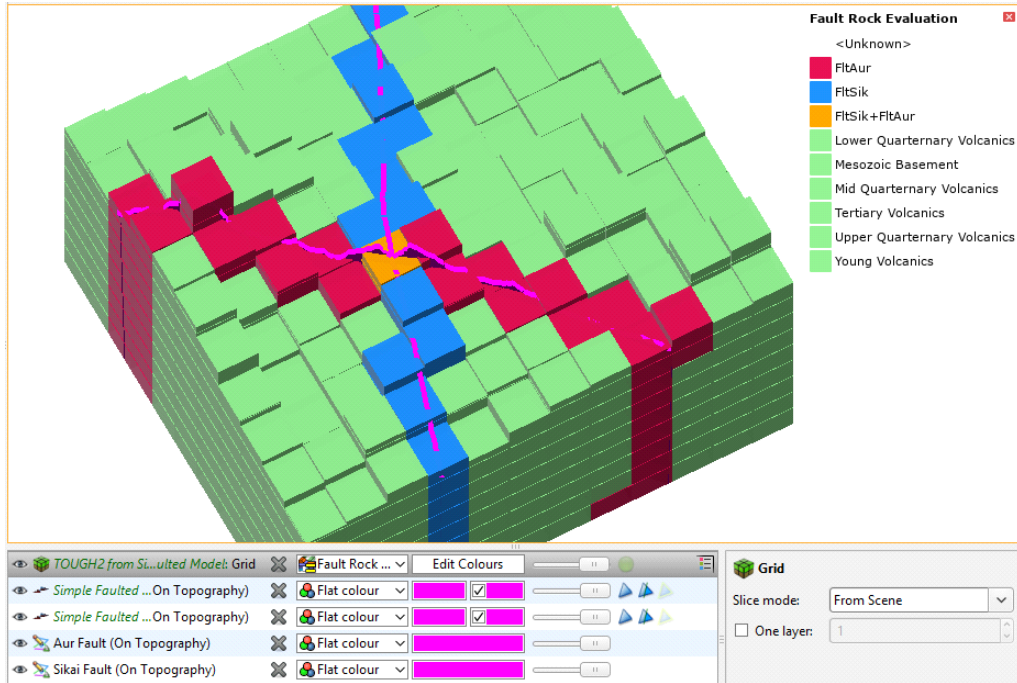 Fault Rock Evaluation
<Unknown>
FltAur
FltSik
FltSik+FltAur
Lower Quarternary Volcanics
Mesozoic Basement
Mid Quarternary Volcanics
Tertiary Volcanics
Upper Quarternary Volcanics
Young Volcanics
TOUGH2 from Si...ulted Model: Grid Fault Rock ... Edit Colours
Simple Faulted ...On Topography) Flat colour
Simple Faulted ...On Topography) Flat colour
Aur Fault (On Topography) Flat colour
Sikai Fault (On Topography) Flat colour
Grid
Slice mode: From Scene
One layer: 1